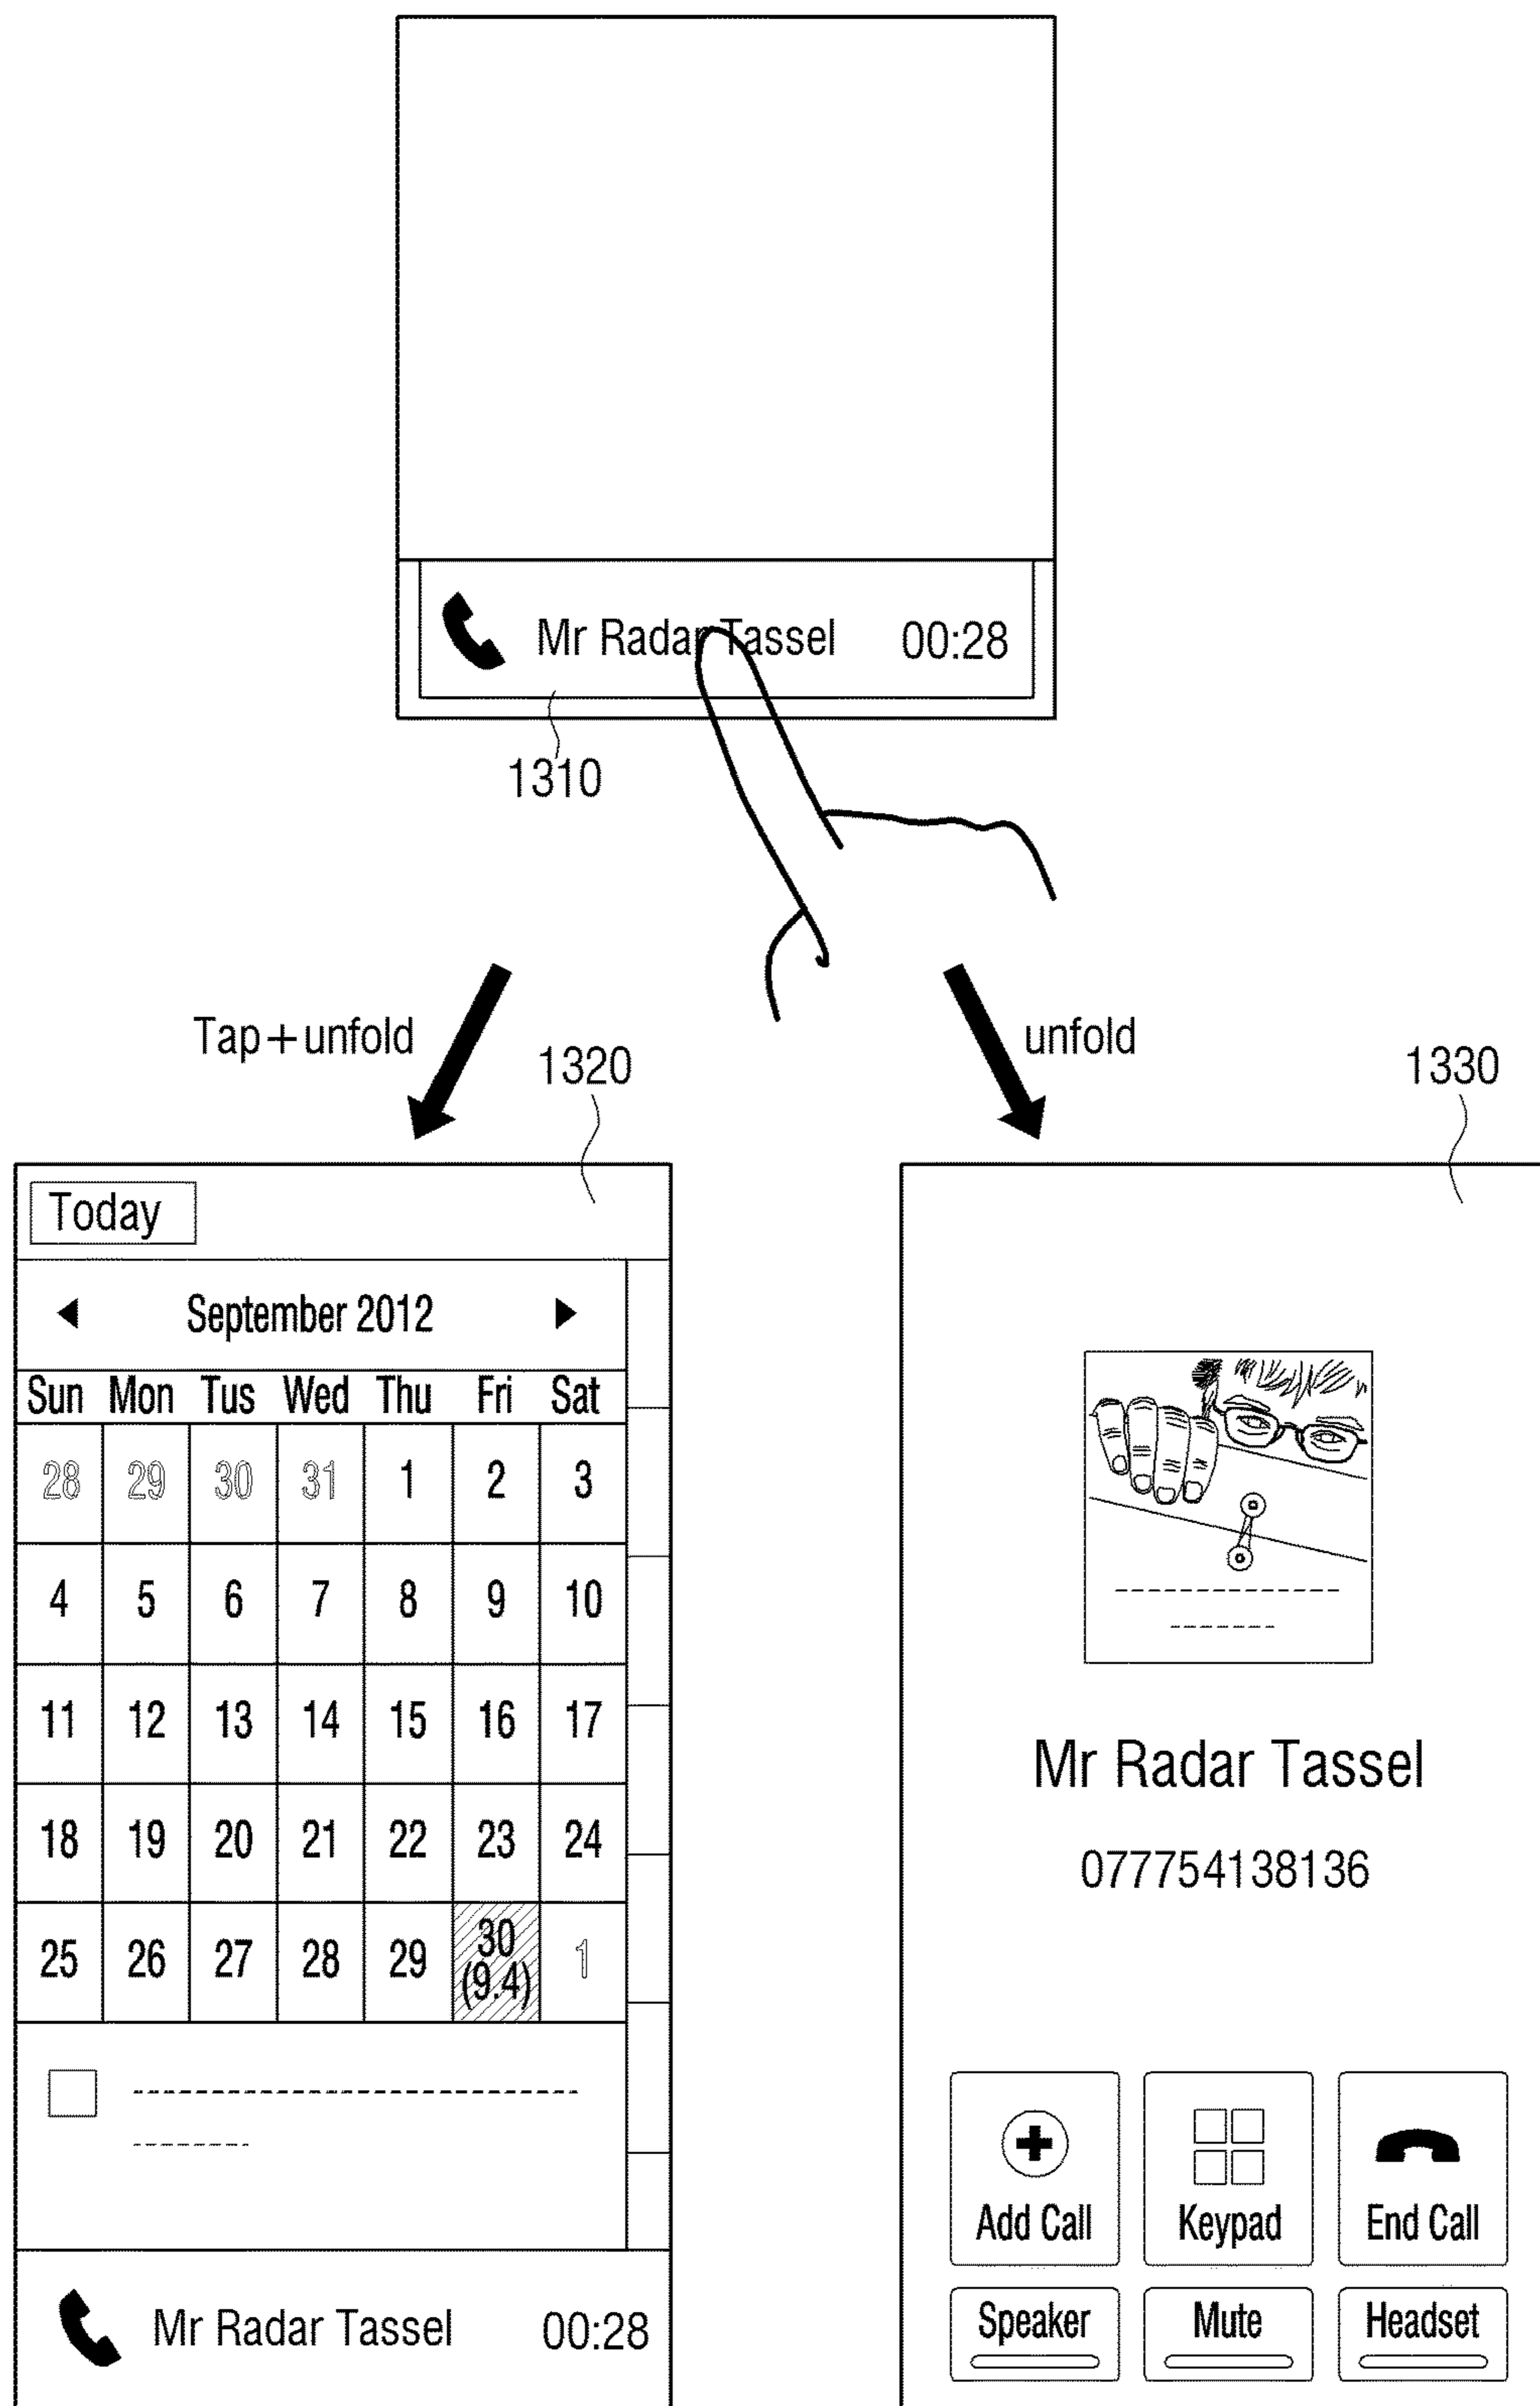 Mr Radar Tassel 00:28
1310
Tap+unfold
unfold
1320
1330
Today
September 2012
Sun Mon Tus Wed Thu Fri Sat
28 29 30 31 1 2 3
4 5 6 7 8 9 10
11 12 13 14 15 16 17
18 19 20 21 22 23 24
25 26 27 28 29 30 (9.4) 1
Mr Radar Tassel 00:28
Mr Radar Tassel
077754138136
Add Call Keypad End Call
Speaker Mute Headset